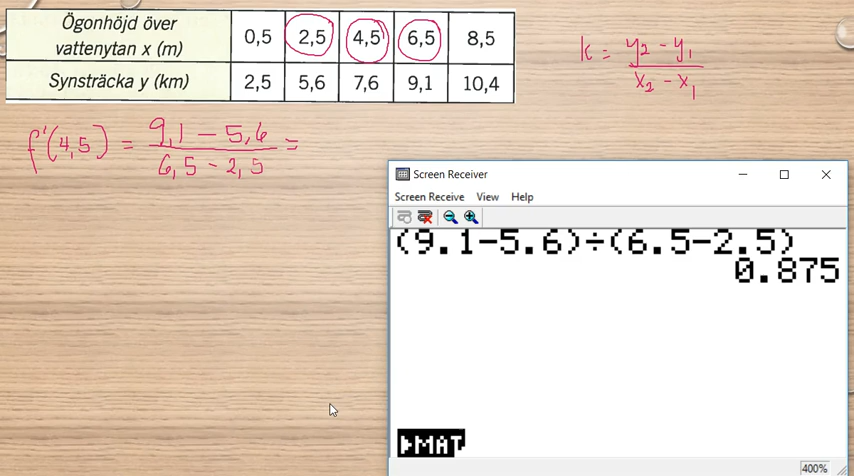 Ögonhöjd över vattenytan x (m) 0,5 2,5 4,5 6,5 8,5
Synsträcka y (km) 2,5 5,6 7,6 9,1 10,4
k = y₂ - y₁ / x₂ - x₁
f'(4,5) = 9,1 - 5,6 / 6,5 - 2,5 =
Screen Receiver
Screen Receive View Help
(9.1-5.6)÷(6.5-2.5)
0.875
▶MAT
400%